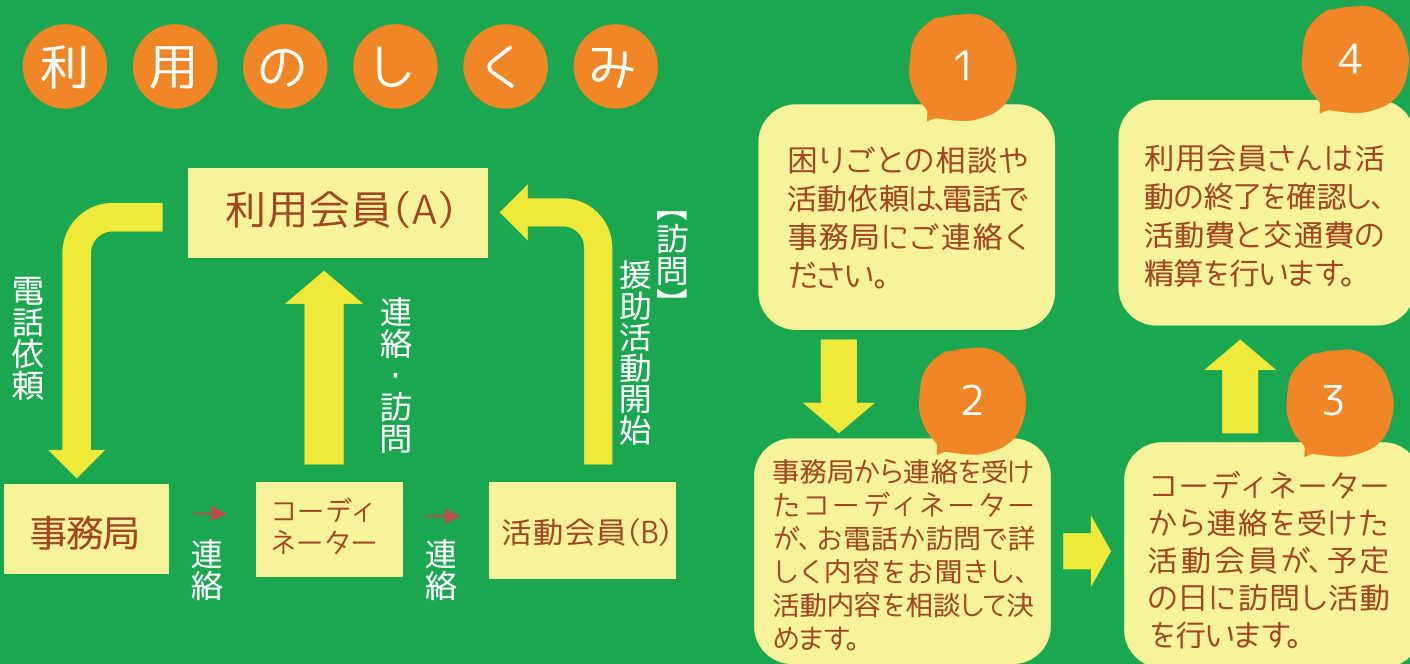 利用のしくみ
利用会員(A)
電話依頼
連絡・訪問
援助活動開始
【訪問】
事務局
連絡
コーディ
ネーター
連絡
活動会員(B)
1
困りごとの相談や
活動依頼は、電話で
事務局にご連絡く
ださい。
2
事務局から連絡を受け
たコーディネーター
が、お電話か訪問で詳
しく内容をお聞きし、
活動内容を相談して決
めます。
3
コーディネーター
から連絡を受けた
活動会員が、予定
の日に訪問し活動
を行います。
4
利用会員さんは活
動の終了を確認し、
活動費と交通費の
精算を行います。